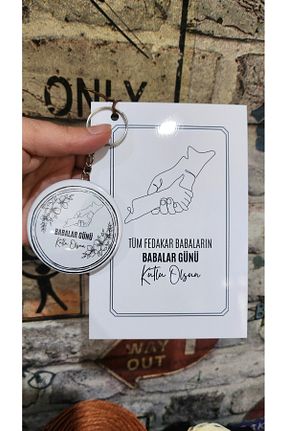 ONLY
BABALAR GÜNÜ
Kutlu Olsun
TÜM FEDAKAR BABALARIN
BABALAR GÜNÜ
Kutlu Olsun
WAY
OUT